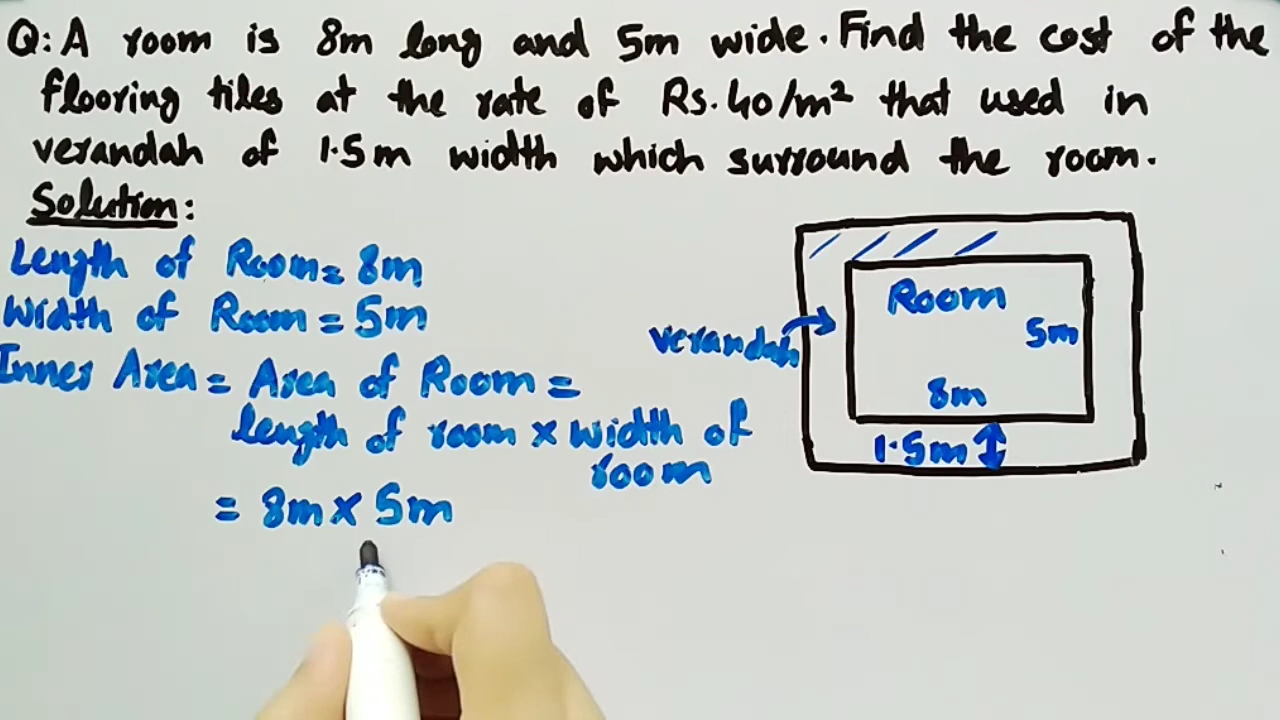 Q: A room is 8m long and 5m wide. Find the cost of the
flooring tiles at the rate of Rs. 40/m² that used in
verandah of 1.5m width which surround the room.
Solution:
Length of Room = 8m
Width of Room = 5m
Inner Area = Area of Room =
length of room × width of
room
= 8m × 5m
Room
5m
verandah
8m
1.5m